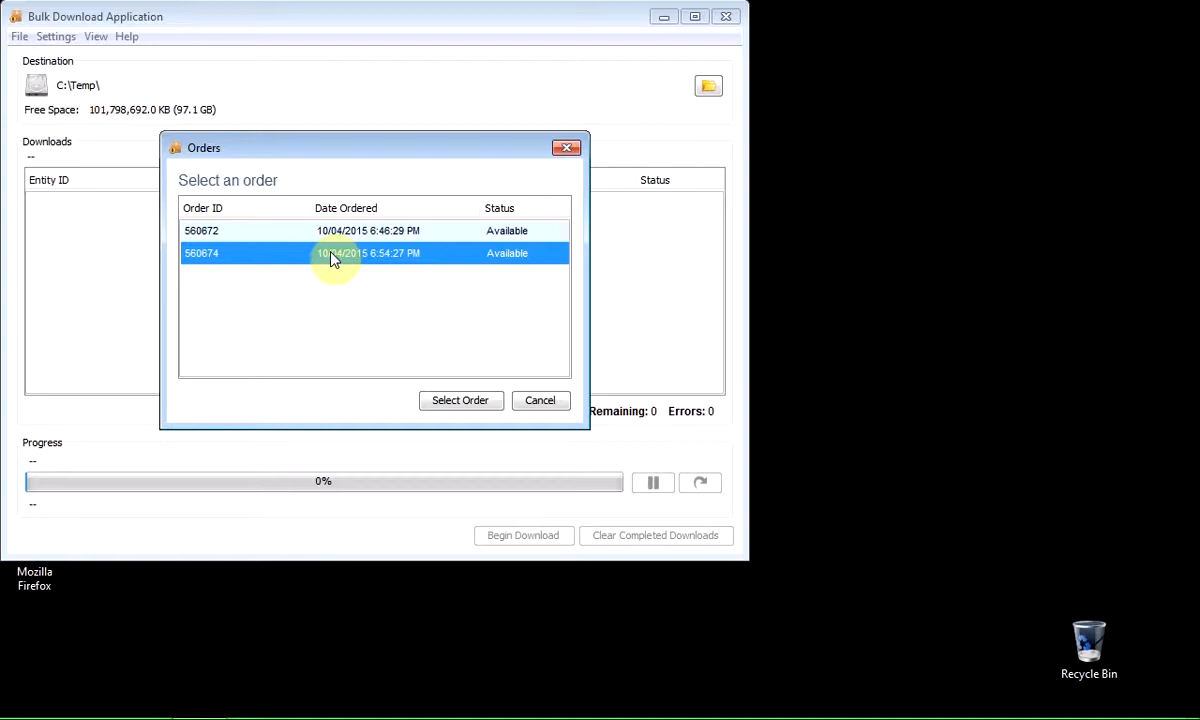 Bulk Download Application
File Settings View Help
Destination
C:\Temp\
Free Space: 101,798,692.0 KB (97.1 GB)
Downloads
--
Entity ID
Status
Orders
Select an order
Order ID Date Ordered Status
560672 10/04/2015 6:46:29 PM Available
560674 10/04/2015 6:54:27 PM Available
Select Order Cancel
Remaining: 0 Errors: 0
Progress
--
0%
--
Begin Download Clear Completed Downloads
Mozilla
Firefox
Recycle Bin